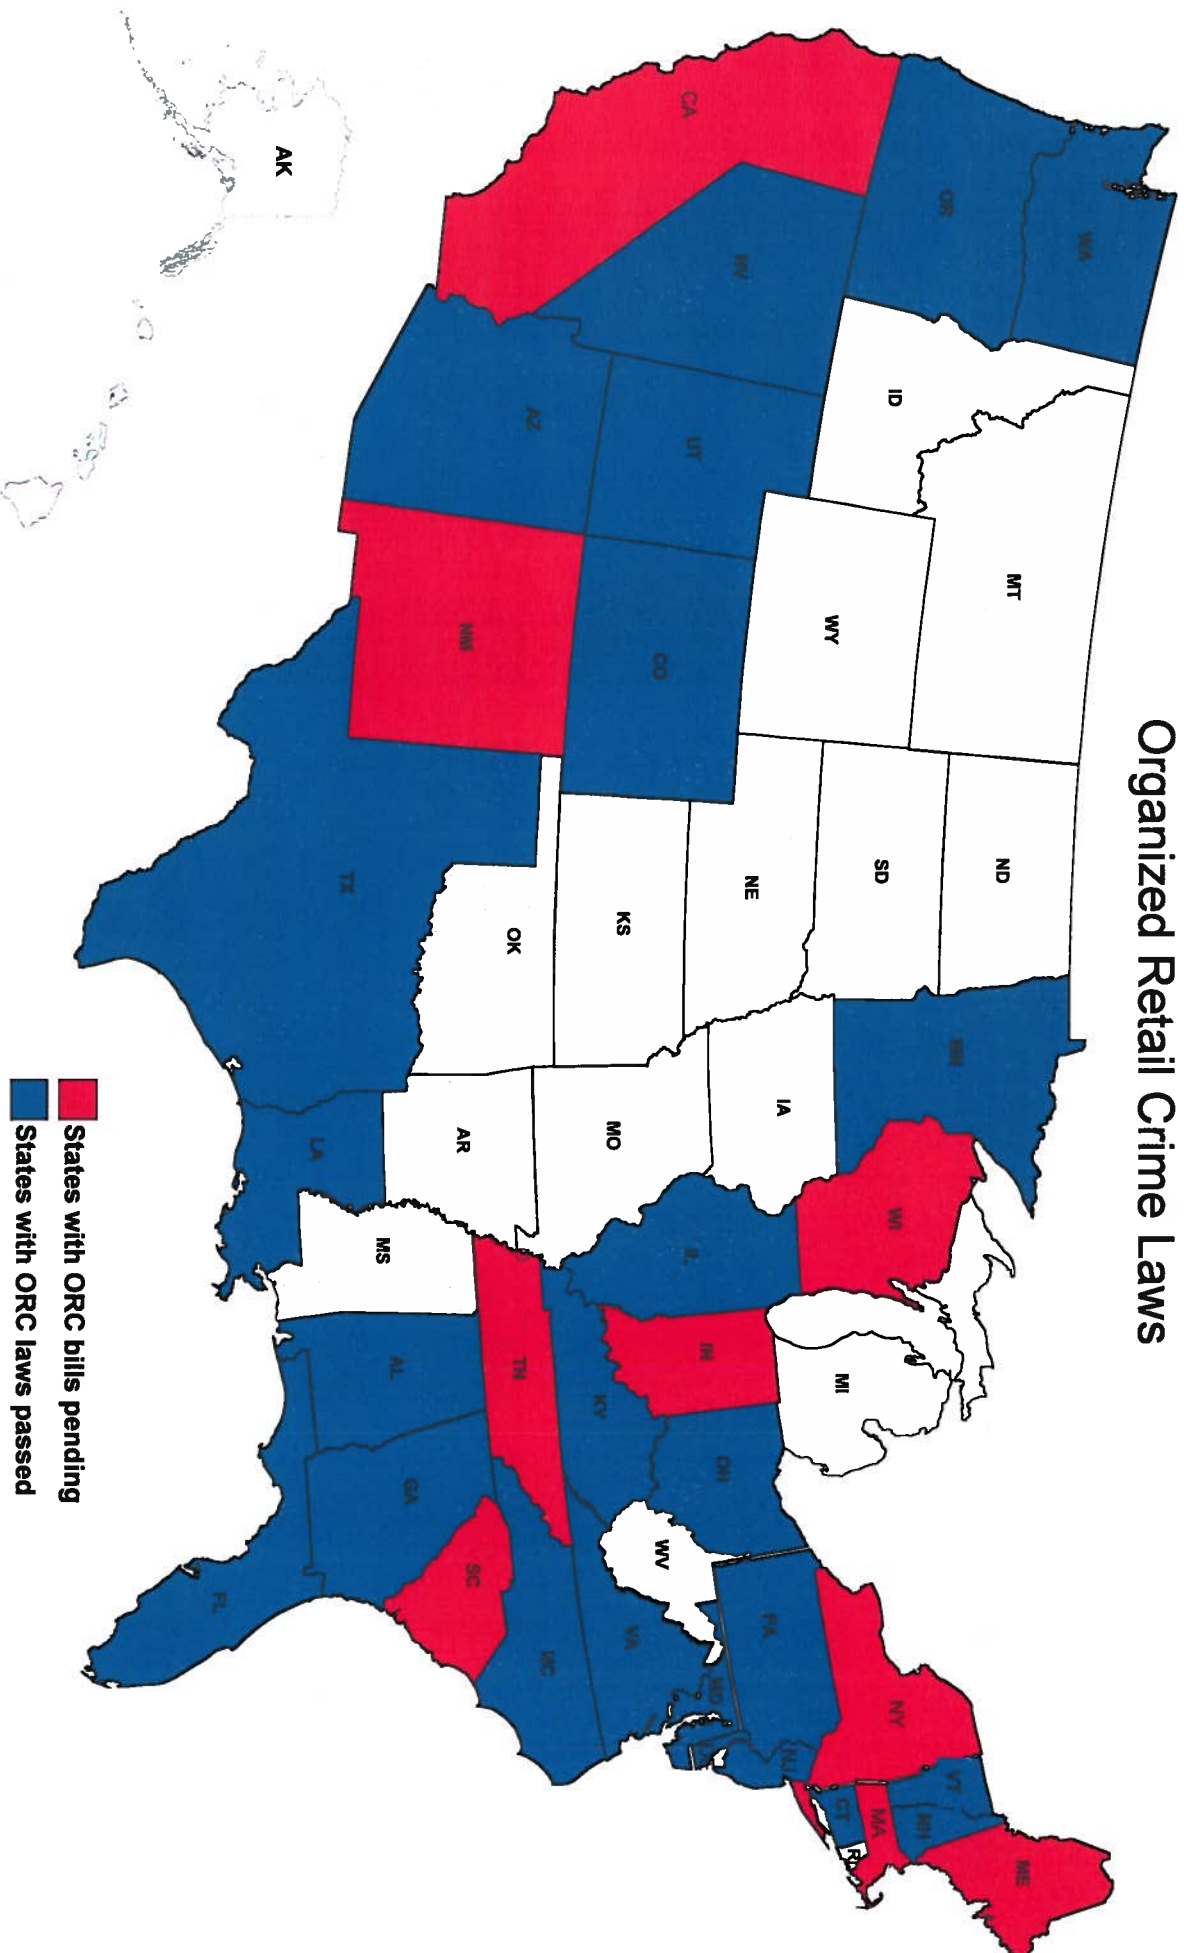 Organized Retail Crime Laws
WA
OR
CA
NV
ID
MT
WY
UT
AZ
CO
NM
ND
SD
NE
KS
OK
TX
MN
IA
MO
AR
LA
WI
IL
MS
MI
IN
KY
TN
AL
OH
GA
FL
WV
SC
NC
VA
PA
MD
NJ
NY
VT
NH
CT
MA
ME
AK
States with ORC bills pending
States with ORC laws passed